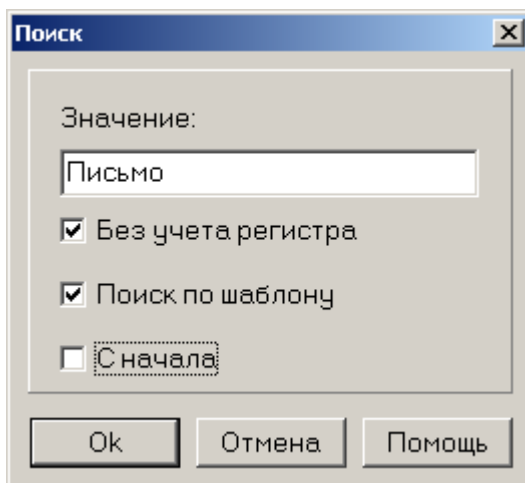 Поиск
Значение:
Письмо
Без учета регистра
Поиск по шаблону
С начала
Ok Отмена Помощь